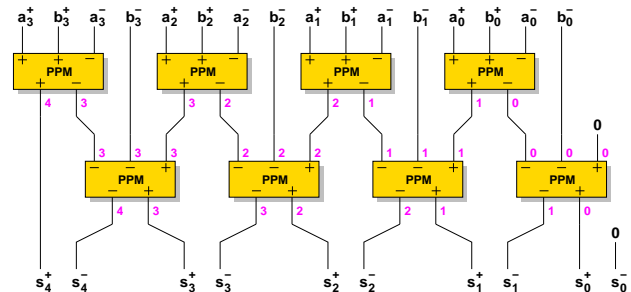 a₃⁺ b₃⁺ a₃⁻ b₃⁻ a₂⁺ b₂⁺ a₂⁻ b₂⁻ a₁⁺ b₁⁺ a₁⁻ b₁⁻ a₀⁺ b₀⁺ a₀⁻ b₀⁻
+ + − + + − + + − + + −
PPM PPM PPM PPM
+ − + − + − + −
4 3 3 2 2 1 1 0
0
3 3 3 2 2 2 1 1 1 0 0 0
− − + − − + − − + − − +
PPM PPM PPM PPM
− + − + − + − +
4 3 3 2 2 1 1 0
0
s₄⁺ s₄⁻ s₃⁺ s₃⁻ s₂⁺ s₂⁻ s₁⁺ s₁⁻ s₀⁺ s₀⁻